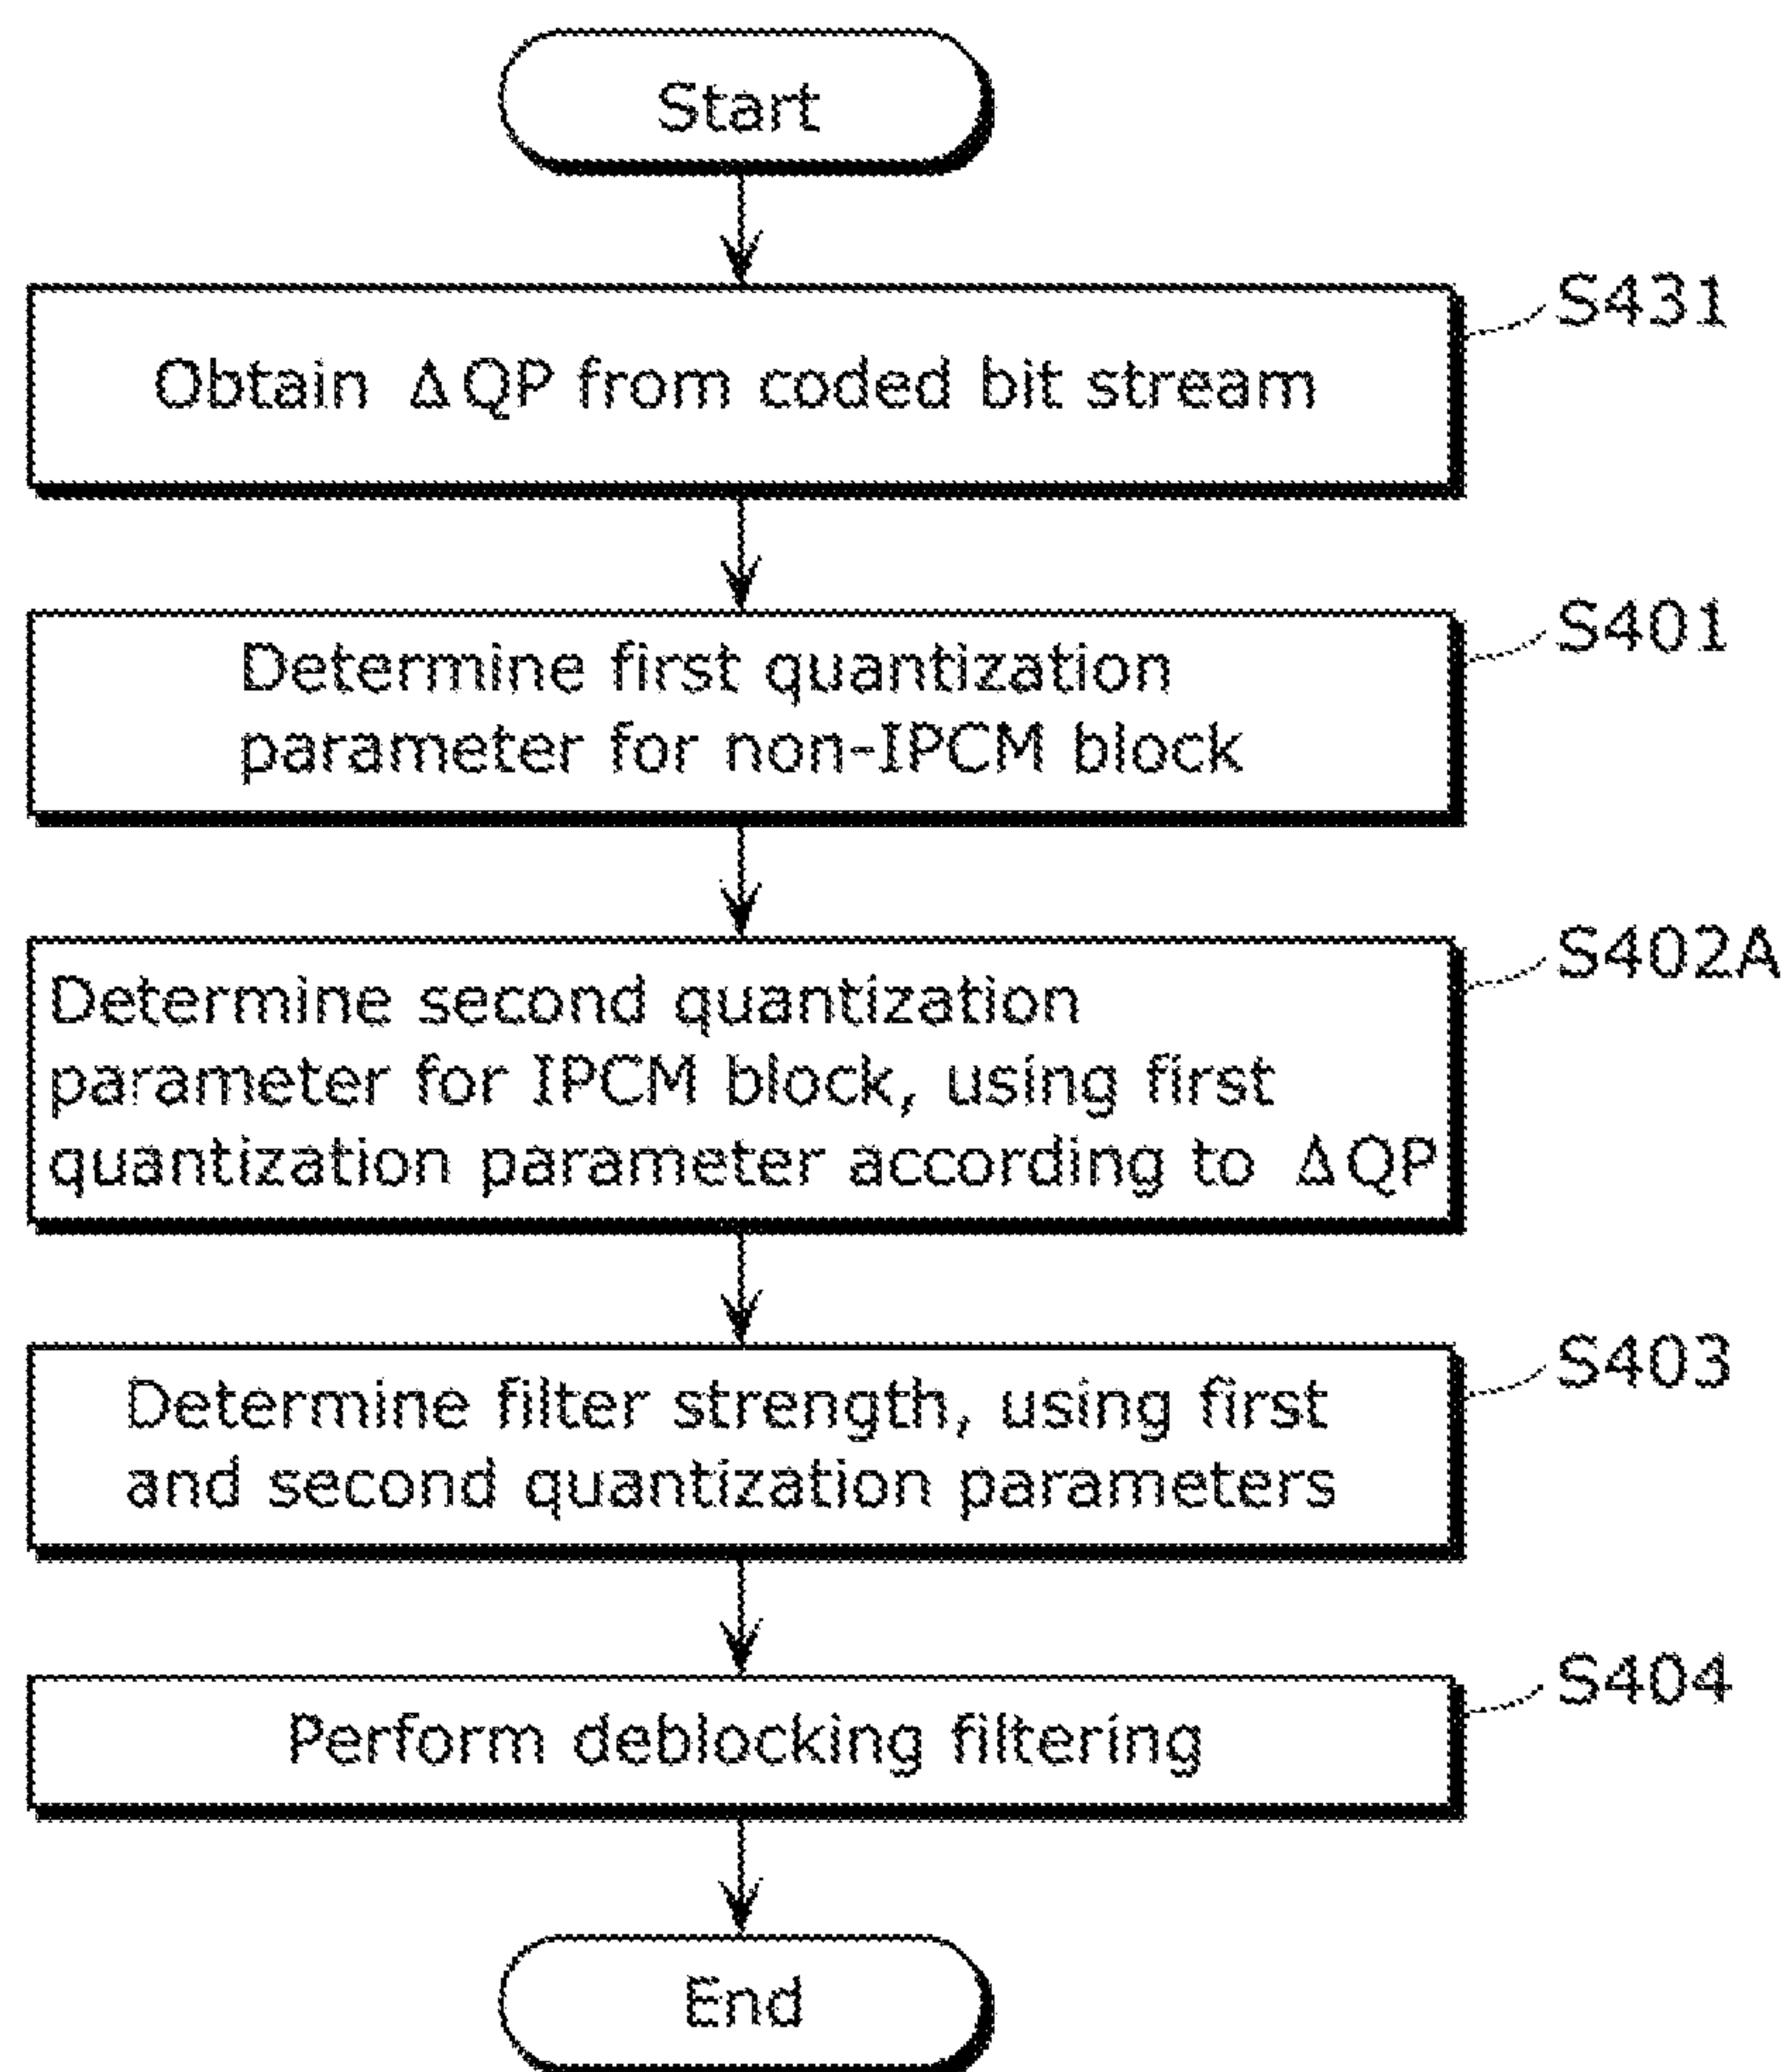 Start
S431
Obtain ΔQP from coded bit stream
S401
Determine first quantization
parameter for non-IPCM block
S402A
Determine second quantization
parameter for IPCM block, using first
quantization parameter according to ΔQP
S403
Determine filter strength, using first
and second quantization parameters
S404
Perform deblocking filtering
End